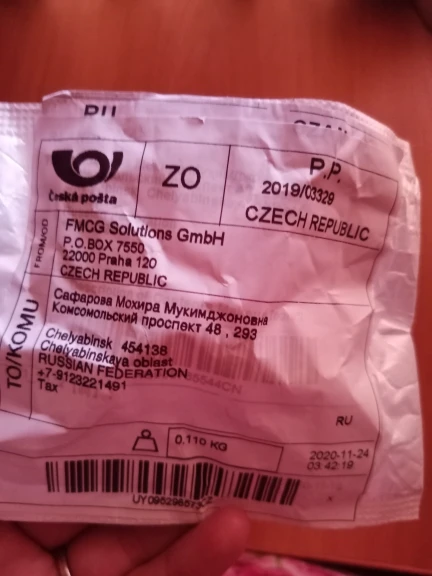 ZO
P.P.
2019/03329
CZECH REPUBLIC
Česká pošta
FROM/OD
FMCG Solutions GmbH
P.O.BOX 7550
22000 Praha 120
CZECH REPUBLIC
TO/KOMU
Сафарова Мохира Мукимджоновна
Комсомольский проспект 48 , 293
Chelyabinsk 454138
Chelyabinskaya oblast
RUSSIAN FEDERATION
+7-9123221491
Tax
RU
0.110 KG
2020-11-24
03:42:19